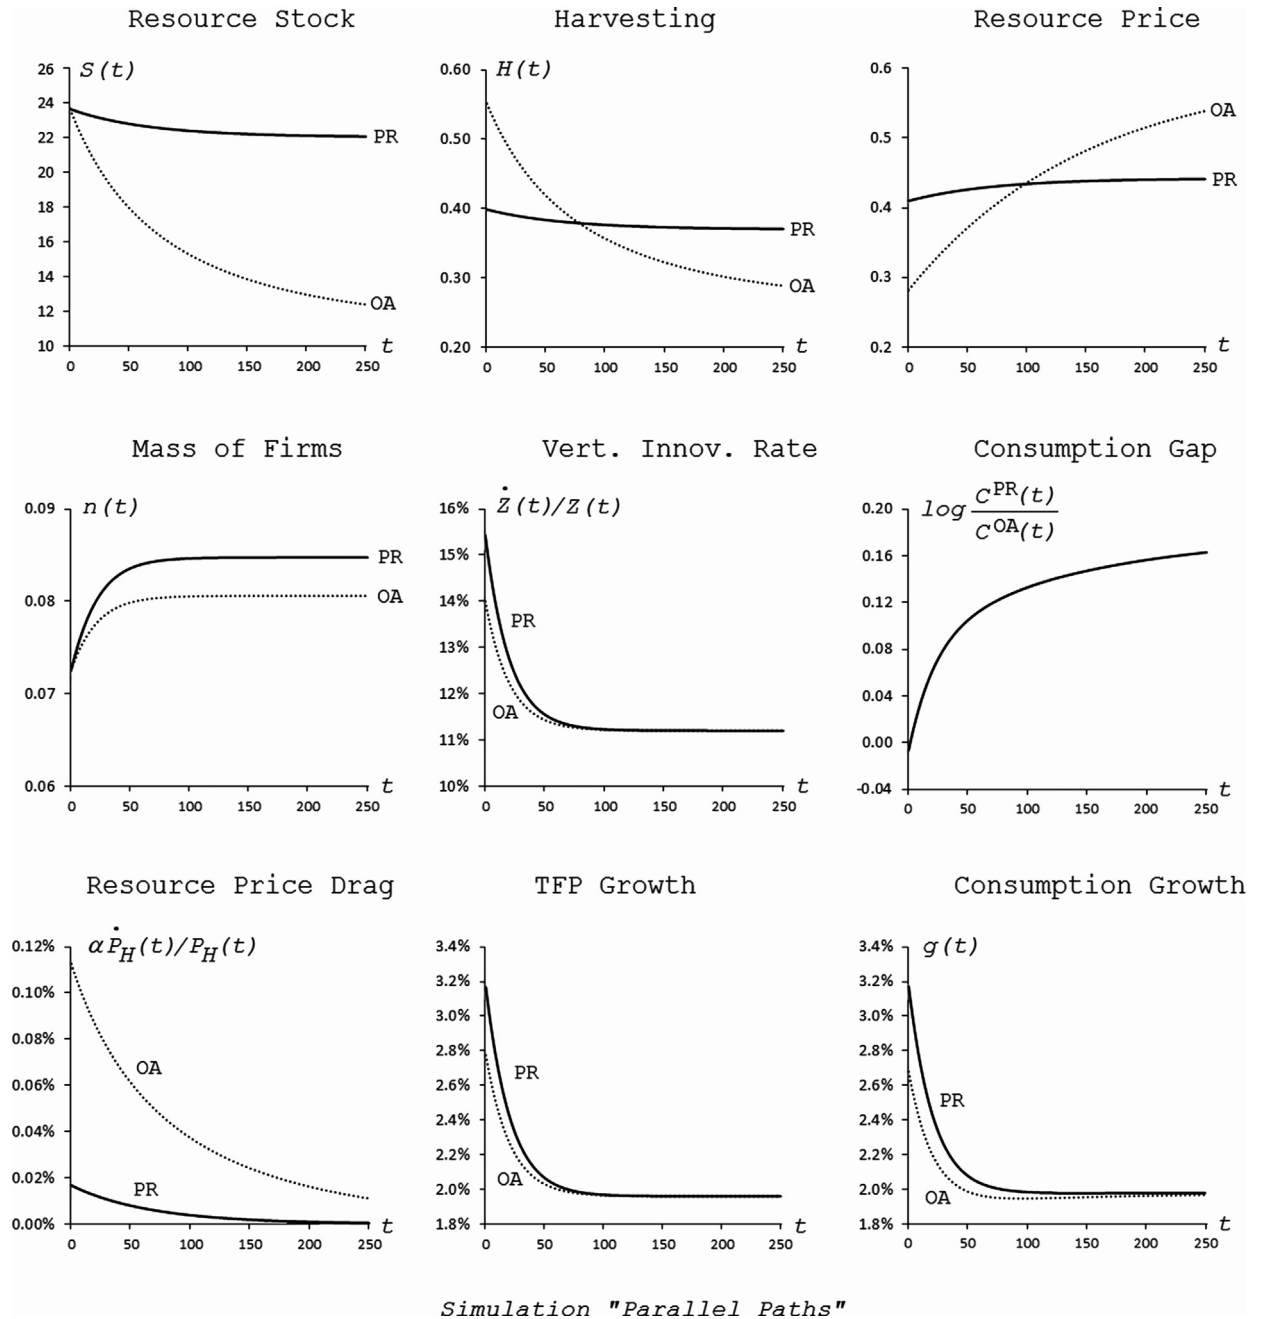 Resource Stock
Harvesting
Resource Price
26
24
22
20
18
16
14
12
10
S(t)
PR
OA
0
50
100
150
200
250
t
0.60
0.50
0.40
0.30
0.20
H(t)
PR
OA
0
50
100
150
200
250
t
0.6
0.5
0.4
0.3
0.2
OA
PR
0
50
100
150
200
250
t
Mass of Firms
Vert. Innov. Rate
Consumption Gap
0.09
0.08
0.07
0.06
n(t)
PR
OA
0
50
100
150
200
250
t
16%
15%
14%
13%
12%
11%
10%
Ż(t)/Z(t)
PR
OA
0
50
100
150
200
250
t
0.20
0.16
0.12
0.08
0.04
0.00
-0.04
log C^PR(t)
C^OA(t)
0
50
100
150
200
250
t
Resource Price Drag
TFP Growth
Consumption Growth
0.12%
0.10%
0.08%
0.06%
0.04%
0.02%
0.00%
αṖ_H(t)/P_H(t)
OA
PR
0
50
100
150
200
250
t
3.4%
3.2%
3.0%
2.8%
2.6%
2.4%
2.2%
2.0%
1.8%
PR
OA
0
50
100
150
200
250
t
3.4%
3.2%
3.0%
2.8%
2.6%
2.4%
2.2%
2.0%
1.8%
g(t)
PR
OA
0
50
100
150
200
250
t
Simulation "Parallel Paths"